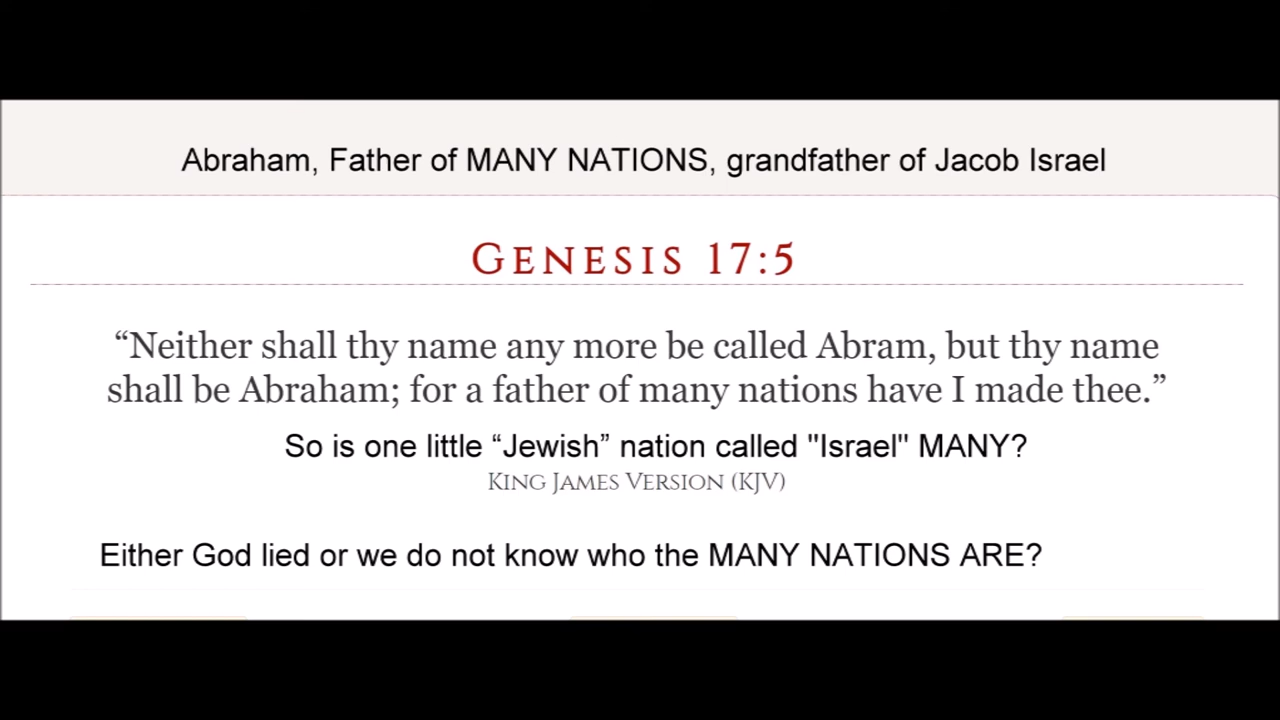 Abraham, Father of MANY NATIONS, grandfather of Jacob Israel
GENESIS 17:5
“Neither shall thy name any more be called Abram, but thy name
shall be Abraham; for a father of many nations have I made thee.”
So is one little “Jewish” nation called "Israel" MANY?
KING JAMES VERSION (KJV)
Either God lied or we do not know who the MANY NATIONS ARE?